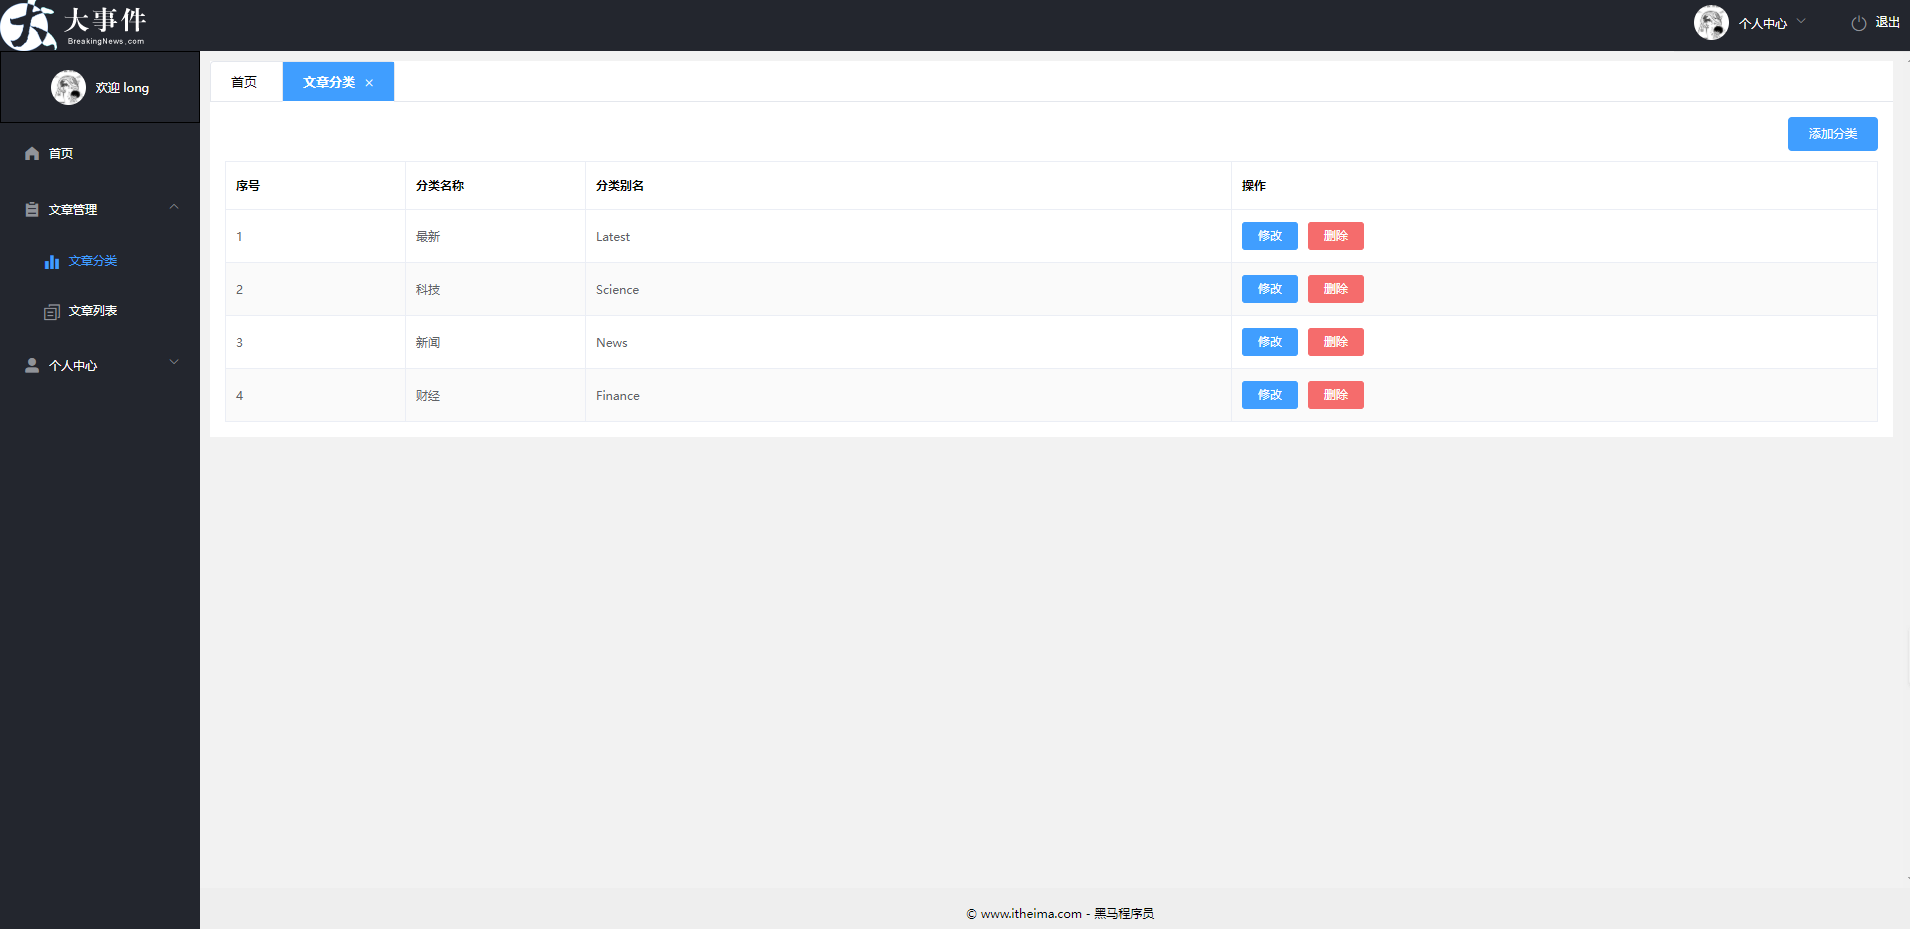 大事件
BreakingNews.com
个人中心
退出
欢迎 long
首页
文章管理
文章分类
文章列表
个人中心
首页
文章分类 ×
添加分类
序号 分类名称 分类别名 操作
1 最新 Latest 修改 删除
2 科技 Science 修改 删除
3 新闻 News 修改 删除
4 财经 Finance 修改 删除
© www.itheima.com - 黑马程序员